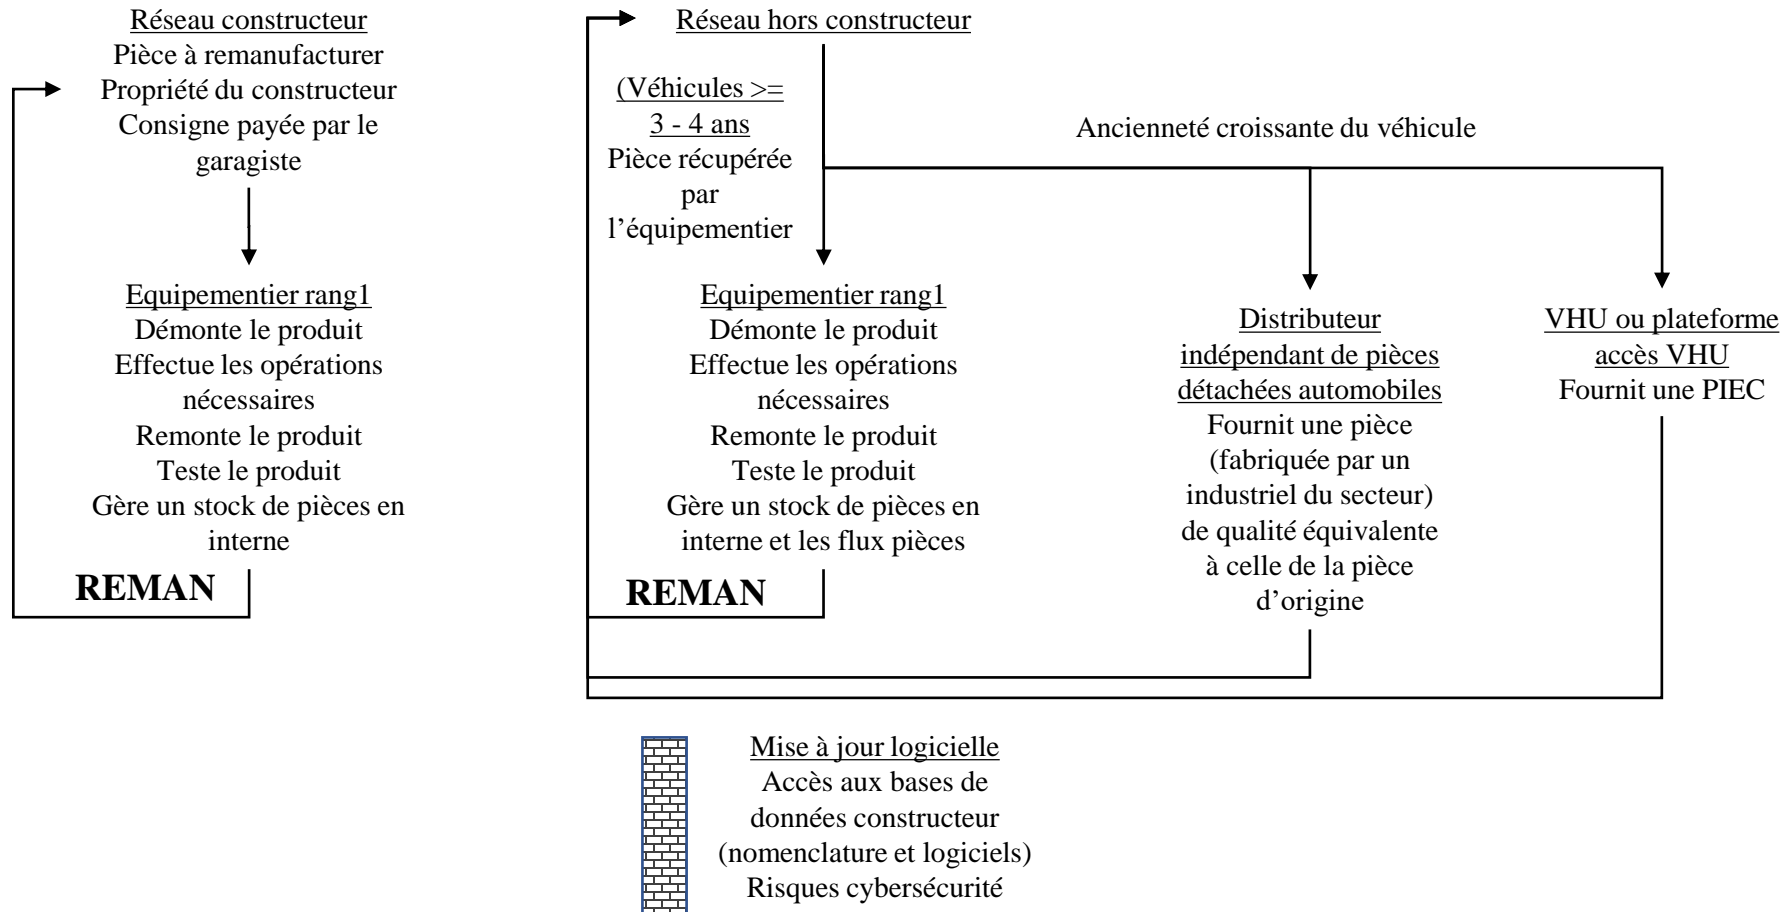 Réseau constructeur
Pièce à remanufacturer
Propriété du constructeur
Consigne payée par le
garagiste
Equipementier rang1
Démonte le produit
Effectue les opérations
nécessaires
Remonte le produit
Teste le produit
Gère un stock de pièces en
interne
REMAN
Réseau hors constructeur
(Véhicules >=
3 - 4 ans
Pièce récupérée
par
l’équipementier
Ancienneté croissante du véhicule
Equipementier rang1
Démonte le produit
Effectue les opérations
nécessaires
Remonte le produit
Teste le produit
Gère un stock de pièces en
interne et les flux pièces
REMAN
Distributeur
indépendant de pièces
détachées automobiles
Fournit une pièce
(fabriquée par un
industriel du secteur)
de qualité équivalente
à celle de la pièce
d’origine
VHU ou plateforme
accès VHU
Fournit une PIEC
Mise à jour logicielle
Accès aux bases de
données constructeur
(nomenclature et logiciels)
Risques cybersécurité